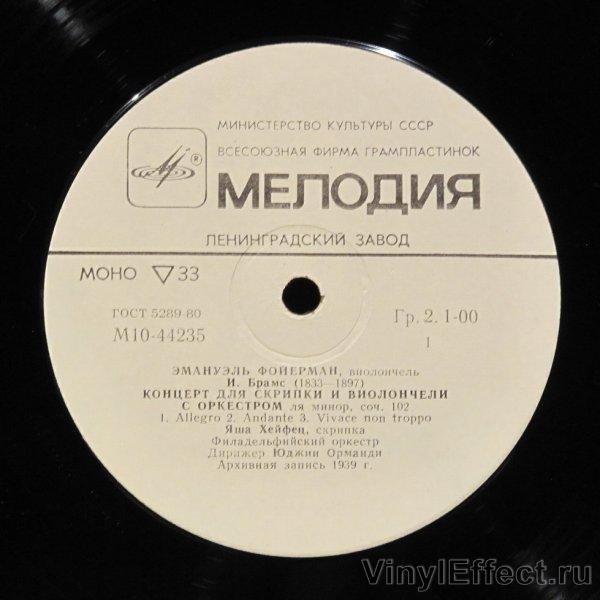 МИНИСТЕРСТВО КУЛЬТУРЫ СССР
ВСЕСОЮЗНАЯ ФИРМА ГРАМПЛАСТИНОК
®
МЕЛОДИЯ
ЛЕНИНГРАДСКИЙ ЗАВОД
МОНО ▽ 33
ГОСТ 5289-80
М10-44235
Гр. 2. 1-00
1
ЭМАНУЭЛЬ ФОЙЕРМАН, виолончель
И. Брамс (1833—1897)
КОНЦЕРТ ДЛЯ СКРИПКИ И ВИОЛОНЧЕЛИ
С ОРКЕСТРОМ ля минор, соч. 102
1. Allegro 2. Andante 3. Vivace non troppo
Яша Хейфец, скрипка
Филадельфийский оркестр
Дирижер Юджин Орманди
Архивная запись 1939 г.
VinylEffect.ru